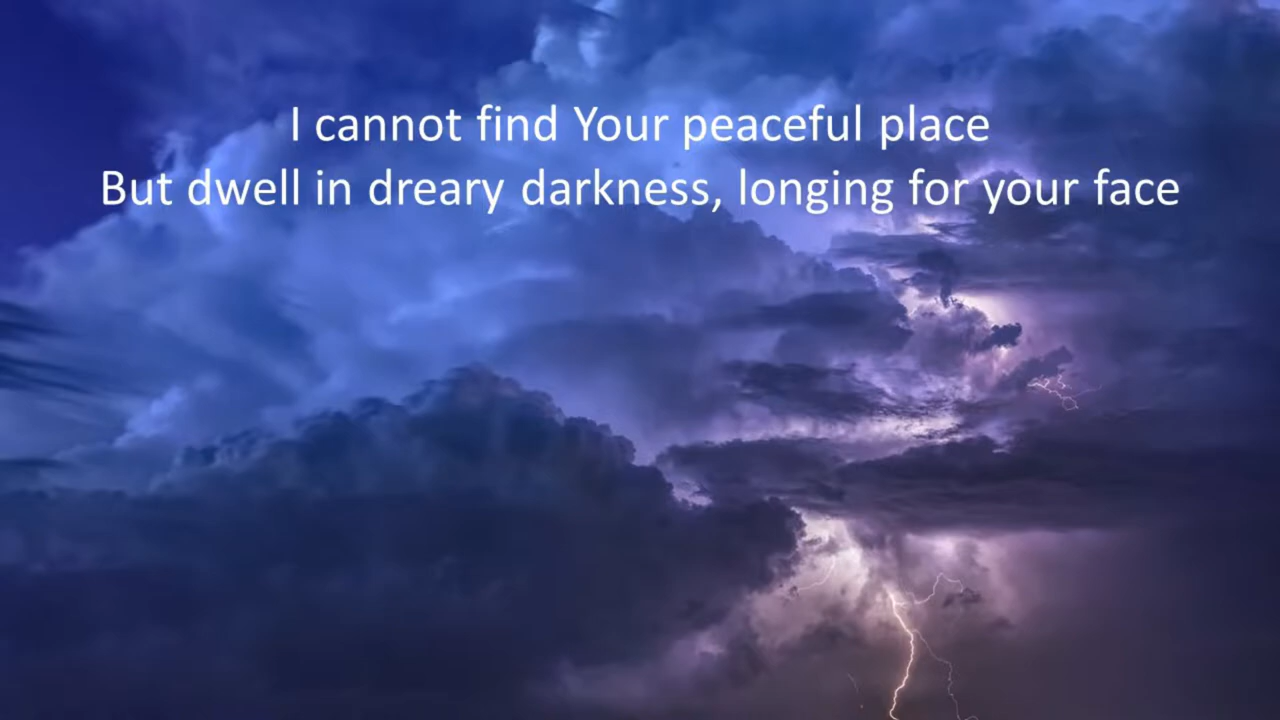 I cannot find Your peaceful place
But dwell in dreary darkness, longing for your face